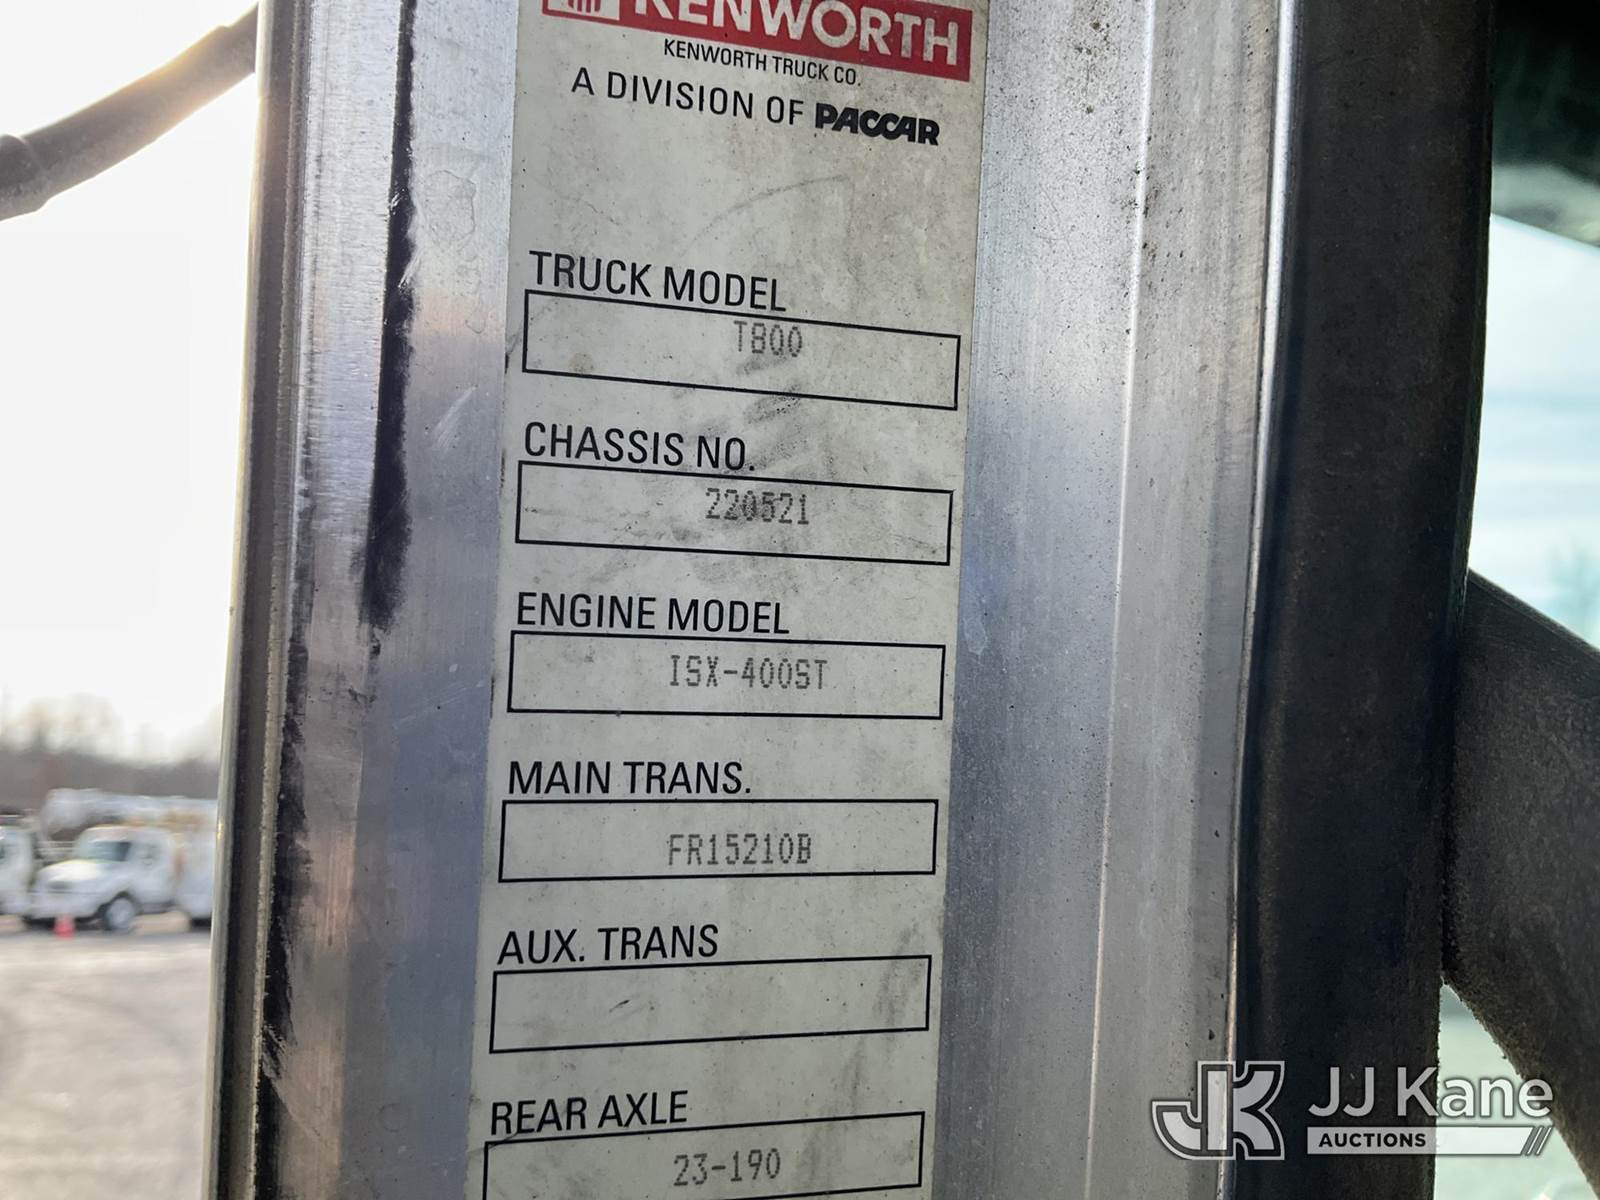 KENWORTH
KENWORTH TRUCK CO.
A DIVISION OF PACCAR
TRUCK MODEL
T800
CHASSIS NO.
220521
ENGINE MODEL
ISX-400ST
MAIN TRANS.
FR15210B
AUX. TRANS
REAR AXLE
23-190
JK JJ Kane
AUCTIONS